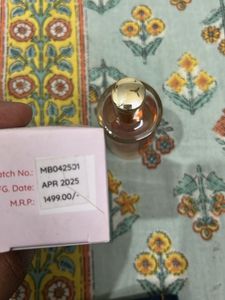 atch No.: MB042501
FG. Date: APR 2025
M.R.P.: 1499.00/-